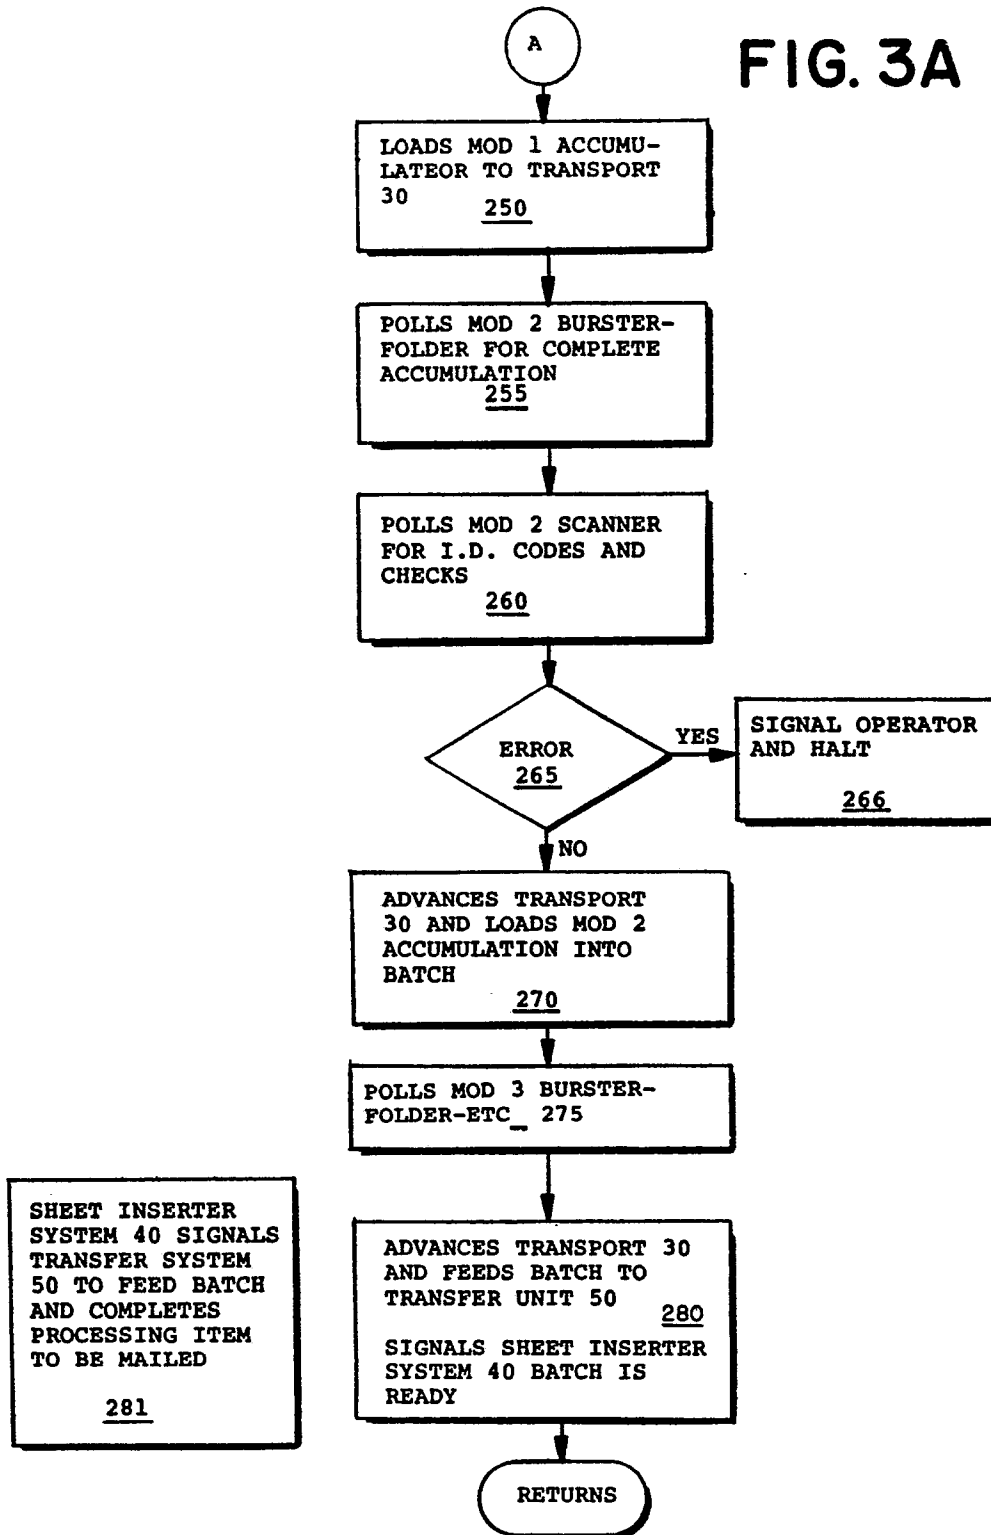 A
FIG. 3A
LOADS MOD 1 ACCUMU-
LATEOR TO TRANSPORT
30
250
POLLS MOD 2 BURSTER-
FOLDER FOR COMPLETE
ACCUMULATION
255
POLLS MOD 2 SCANNER
FOR I.D. CODES AND
CHECKS
260
ERROR
265
YES
SIGNAL OPERATOR
AND HALT
266
NO
ADVANCES TRANSPORT
30 AND LOADS MOD 2
ACCUMULATION INTO
BATCH
270
POLLS MOD 3 BURSTER-
FOLDER-ETC_ 275
SHEET INSERTER
SYSTEM 40 SIGNALS
TRANSFER SYSTEM
50 TO FEED BATCH
AND COMPLETES
PROCESSING ITEM
TO BE MAILED
281
ADVANCES TRANSPORT 30
AND FEEDS BATCH TO
TRANSFER UNIT 50
280
SIGNALS SHEET INSERTER
SYSTEM 40 BATCH IS
READY
RETURNS